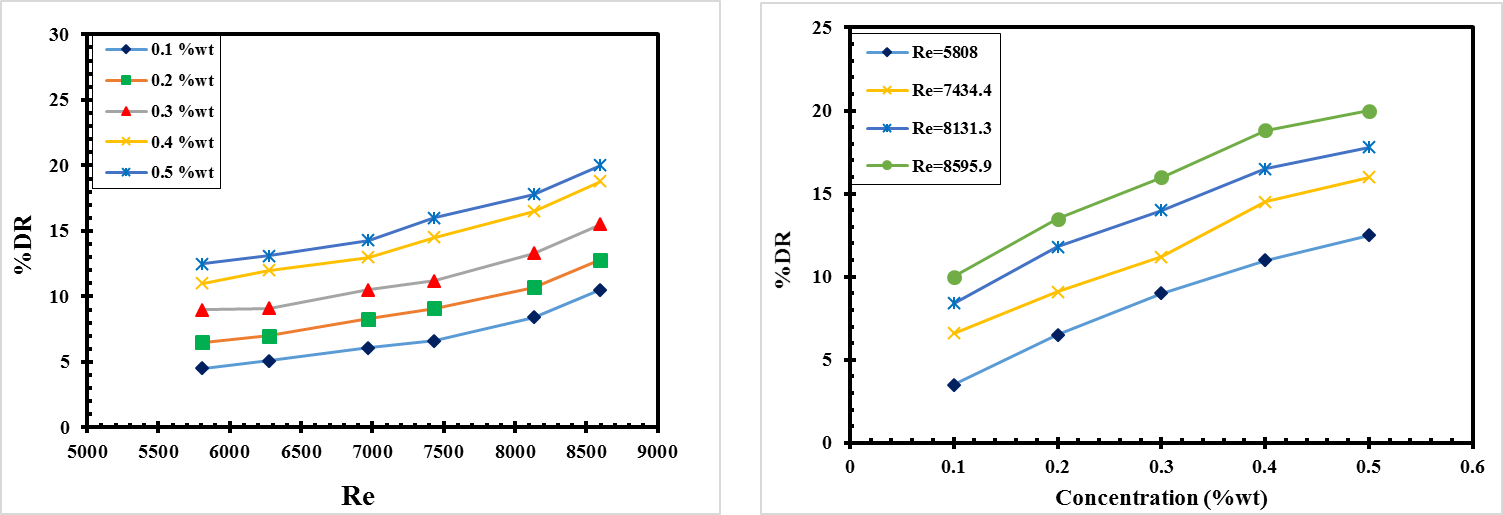 30
25
20
15
10
5
0
%DR
0.1 %wt
0.2 %wt
0.3 %wt
0.4 %wt
0.5 %wt
5000 5500 6000 6500 7000 7500 8000 8500 9000
Re
25
20
15
10
5
0
%DR
Re=5808
Re=7434.4
Re=8131.3
Re=8595.9
0 0.1 0.2 0.3 0.4 0.5 0.6
Concentration (%wt)